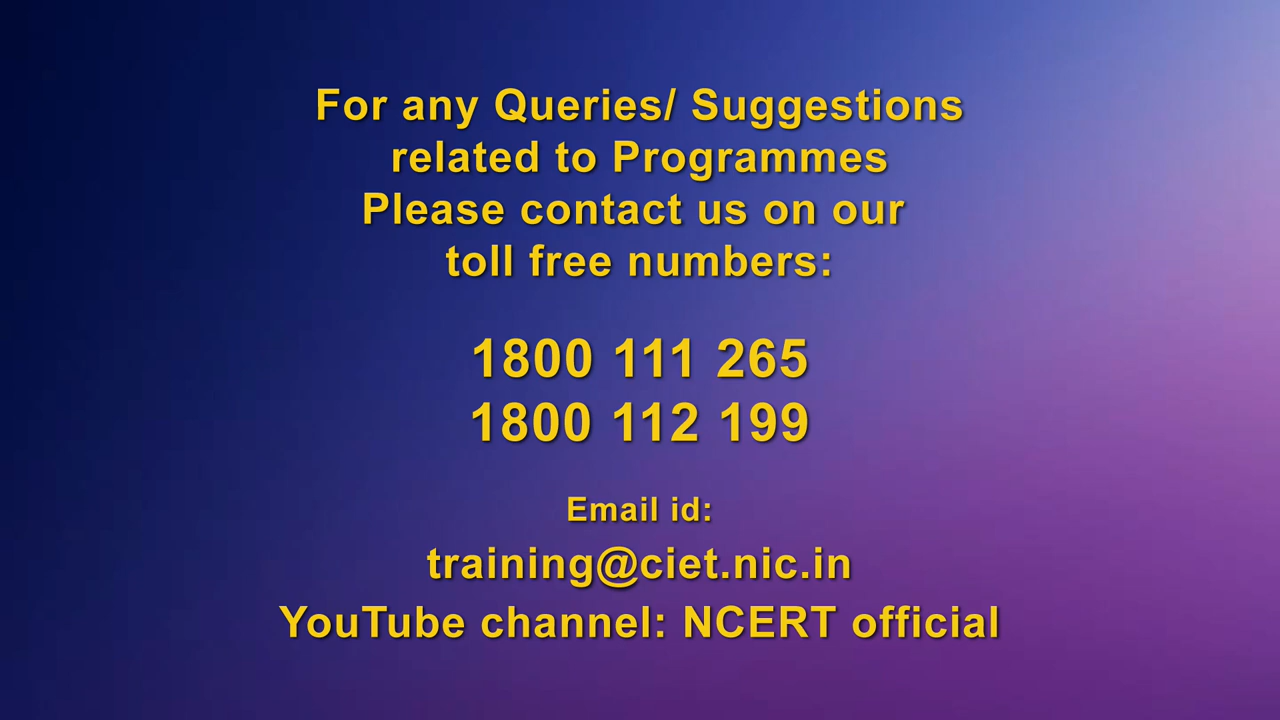 For any Queries/ Suggestions
related to Programmes
Please contact us on our
toll free numbers:
1800 111 265
1800 112 199
Email id:
training@ciet.nic.in
YouTube channel: NCERT official